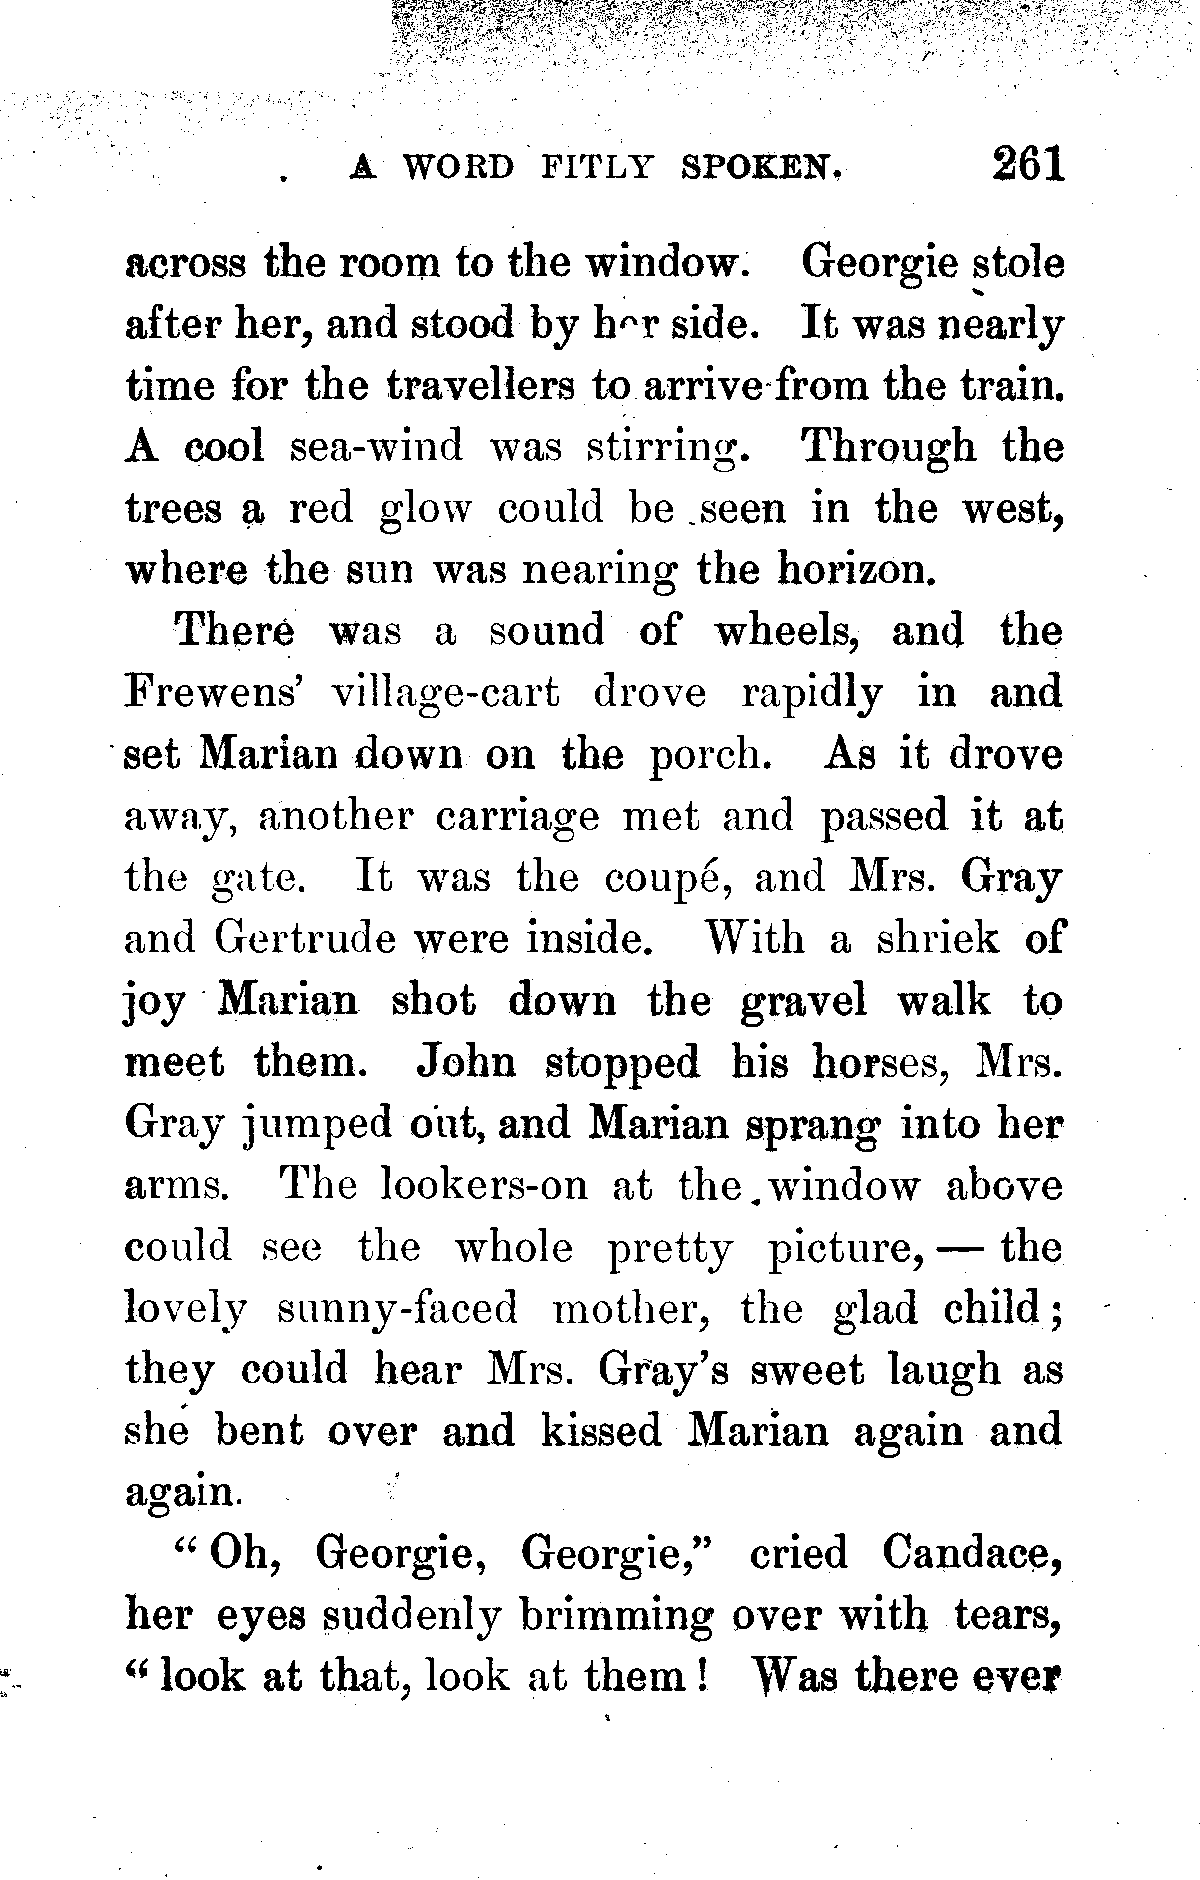 A WORD FITLY SPOKEN. 261
across the room to the window. Georgie stole
after her, and stood by her side. It was nearly
time for the travellers to arrive from the train.
A cool sea-wind was stirring. Through the
trees a red glow could be seen in the west,
where the sun was nearing the horizon.
There was a sound of wheels, and the
Frewens' village-cart drove rapidly in and
set Marian down on the porch. As it drove
away, another carriage met and passed it at
the gate. It was the coupé, and Mrs. Gray
and Gertrude were inside. With a shriek of
joy Marian shot down the gravel walk to
meet them. John stopped his horses, Mrs.
Gray jumped out, and Marian sprang into her
arms. The lookers-on at the window above
could see the whole pretty picture, — the
lovely sunny-faced mother, the glad child;
they could hear Mrs. Gray's sweet laugh as
she bent over and kissed Marian again and
again.
“Oh, Georgie, Georgie,” cried Candace,
her eyes suddenly brimming over with tears,
“look at that, look at them! Was there ever